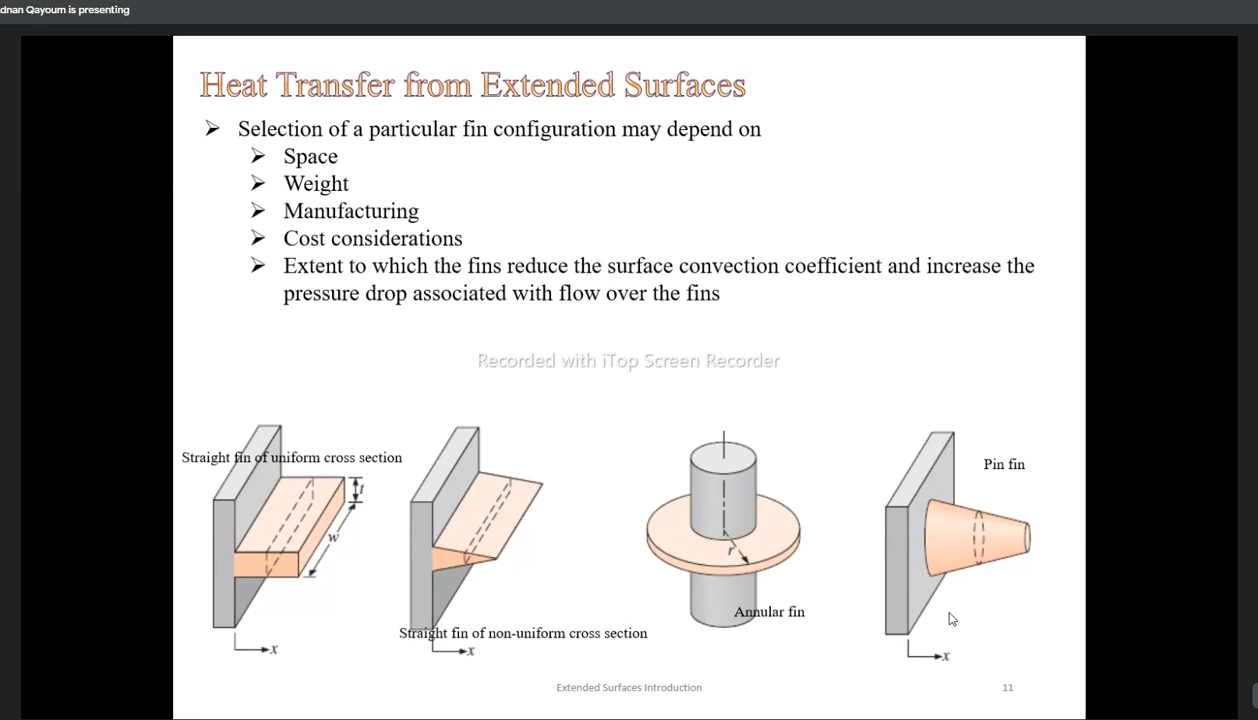 dnan Qayoum is presenting
Heat Transfer from Extended Surfaces
➢ Selection of a particular fin configuration may depend on
➢ Space
➢ Weight
➢ Manufacturing
➢ Cost considerations
➢ Extent to which the fins reduce the surface convection coefficient and increase the
pressure drop associated with flow over the fins
Recorded with iTop Screen Recorder
Straight fin of uniform cross section
t
w
x
Straight fin of non-uniform cross section
x
r
Annular fin
Pin fin
x
Extended Surfaces Introduction
11